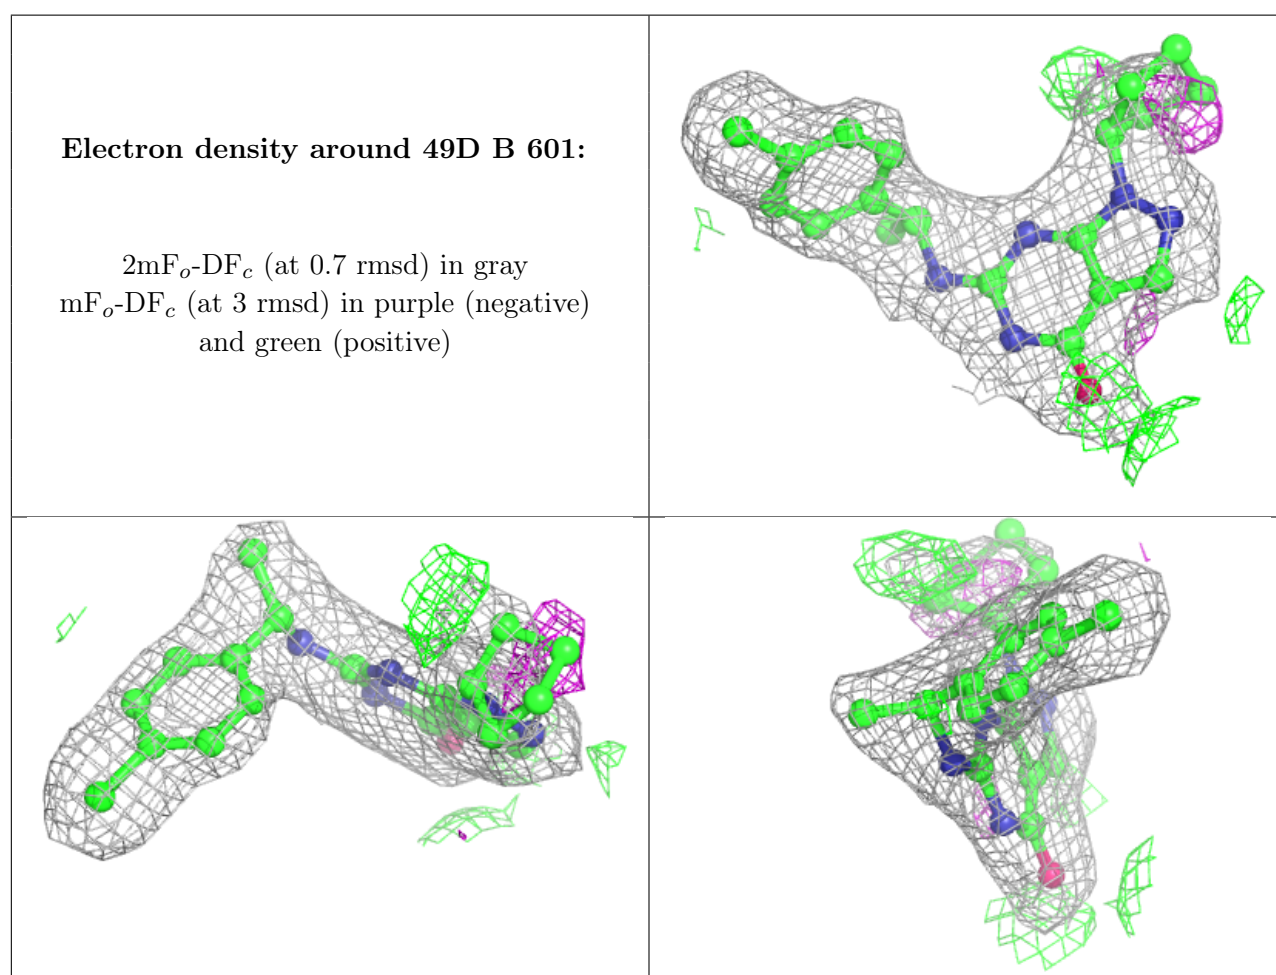 Electron density around 49D B 601:
2mFo-DFc (at 0.7 rmsd) in gray
mFo-DFc (at 3 rmsd) in purple (negative)
and green (positive)